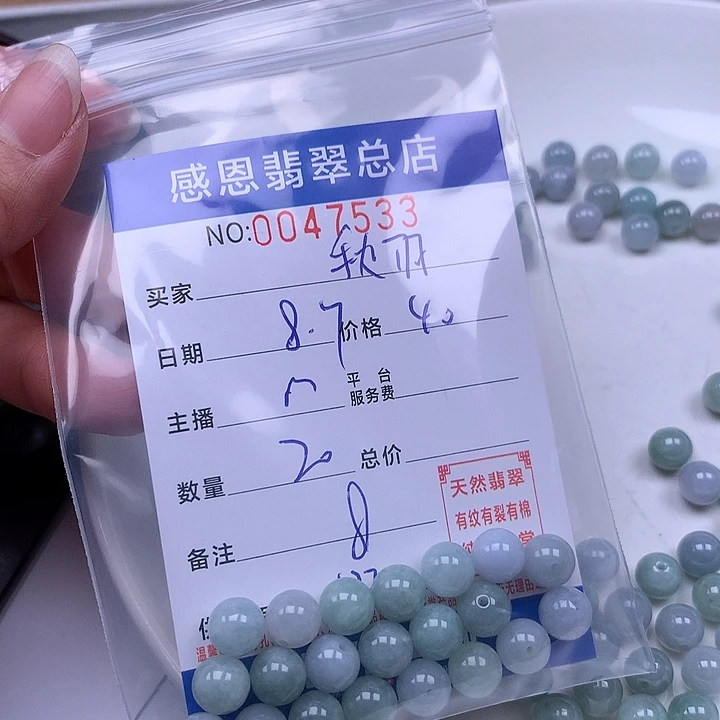 感恩翡翠总店
NO:0047533
买家 秋羽
日期 8.7 价格 40
主播 平台服务费
数量 20 总价
备注 8
天然翡翠
有纹有裂有棉